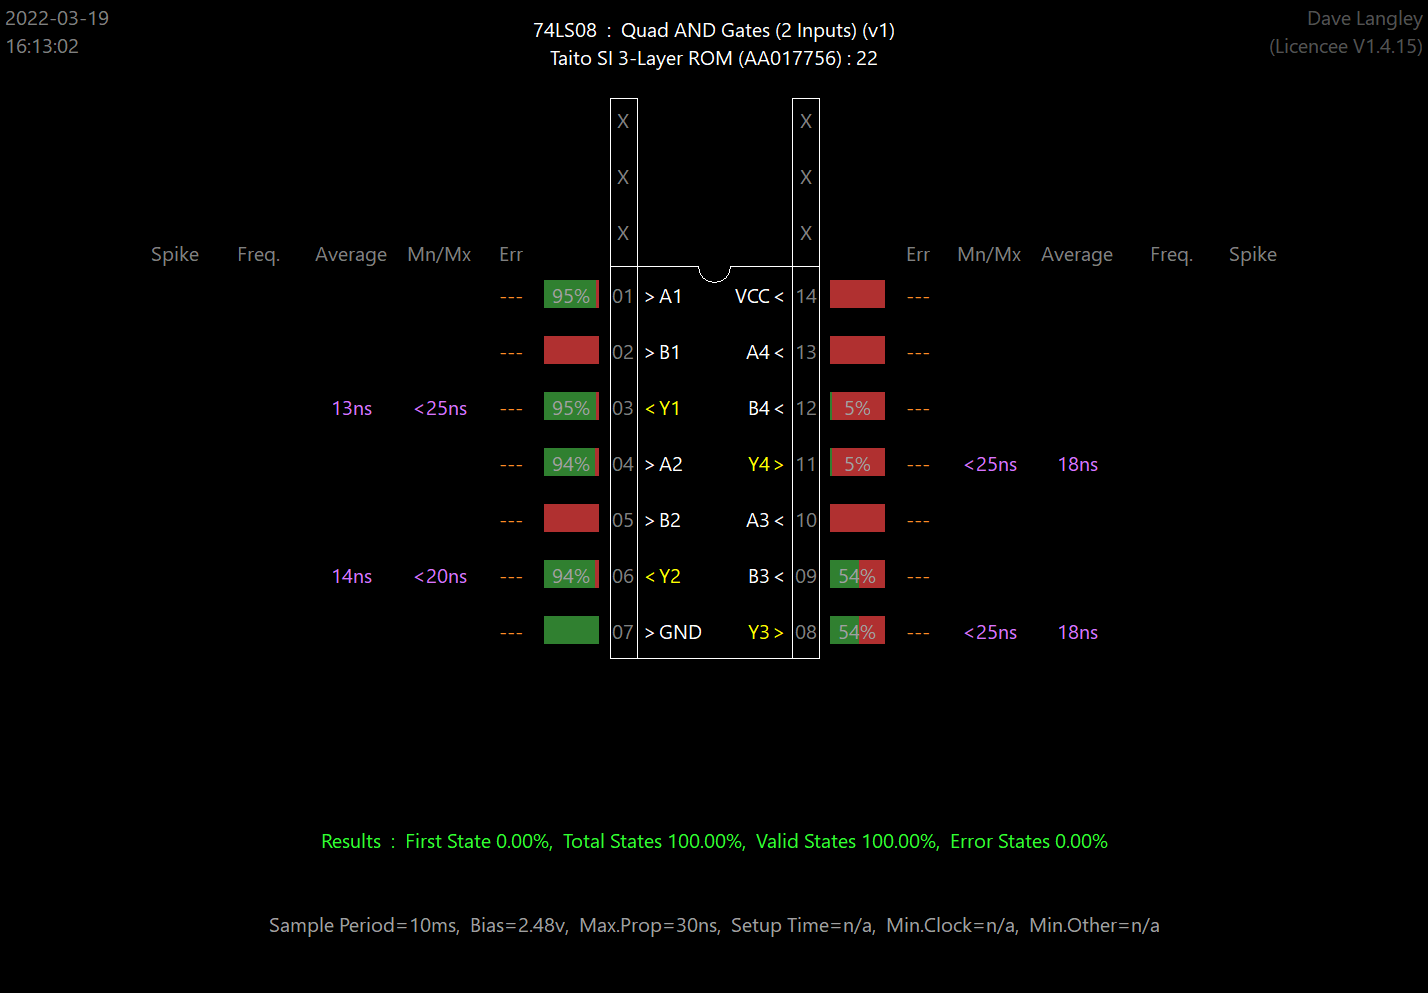 2022-03-19
16:13:02
74LS08 : Quad AND Gates (2 Inputs) (v1)
Taito SI 3-Layer ROM (AA017756) : 22
Dave Langley
(Licencee V1.4.15)
X X
X X
X X
Spike Freq. Average Mn/Mx Err Err Mn/Mx Average Freq. Spike
--- 95% 01 > A1 VCC < 14 ---
--- 02 > B1 A4 < 13 ---
13ns <25ns --- 95% 03 < Y1 B4 < 12 5% ---
--- 94% 04 > A2 Y4 > 11 5% --- <25ns 18ns
--- 05 > B2 A3 < 10 ---
14ns <20ns --- 94% 06 < Y2 B3 < 09 54% ---
--- 07 > GND Y3 > 08 54% --- <25ns 18ns
Results : First State 0.00%, Total States 100.00%, Valid States 100.00%, Error States 0.00%
Sample Period=10ms, Bias=2.48v, Max.Prop=30ns, Setup Time=n/a, Min.Clock=n/a, Min.Other=n/a